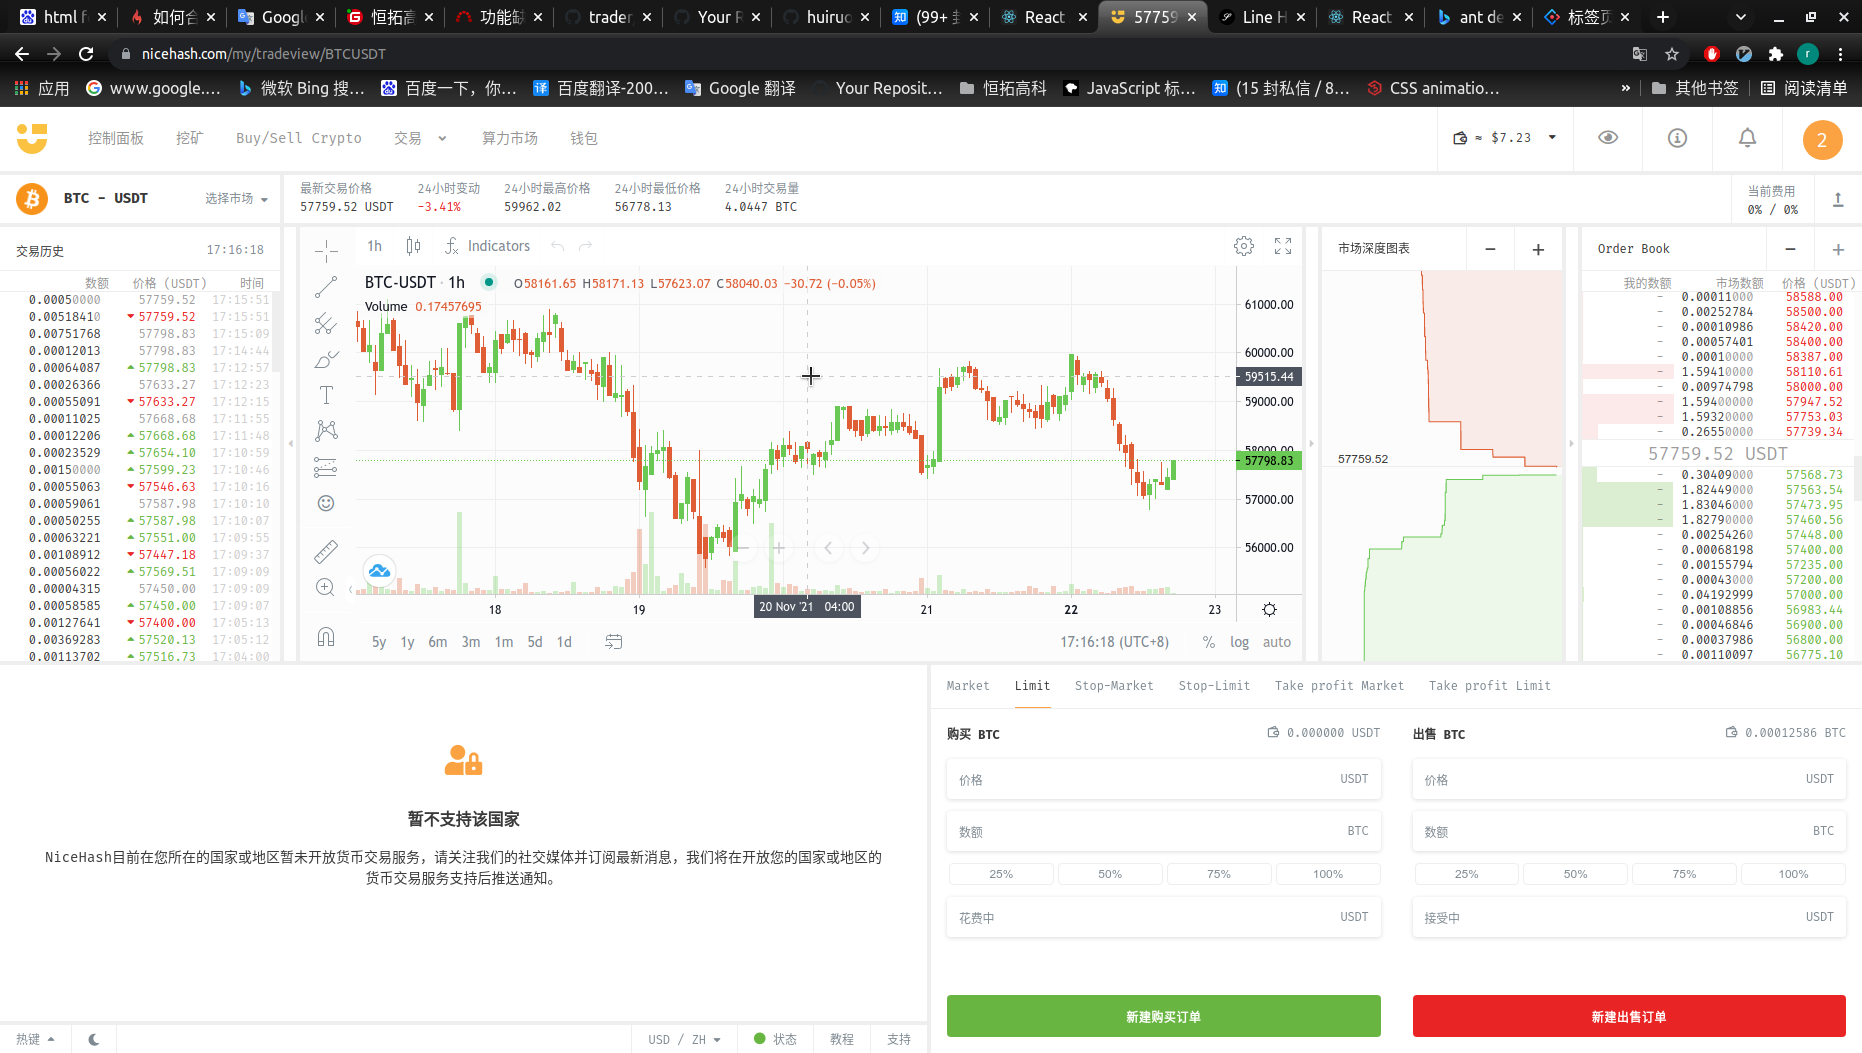 html f
如何合
Googl
恒拓高
功能缺
trader
Your R
huiruo
(99+ 封
React
57759
Line H
React
ant de
标签页
nicehash.com/my/tradeview/BTCUSDT
应用
www.google....
微软 Bing 搜...
百度一下，你...
百度翻译-200...
Google 翻译
Your Reposit...
恒拓高科
JavaScript 标...
(15 封私信 / 8...
CSS animatio...
»
其他书签
阅读清单
控制面板
挖矿
Buy/Sell Crypto
交易
算力市场
钱包
≈ $7.23
2
BTC - USDT
选择市场
最新交易价格
24小时变动
24小时最高价格
24小时最低价格
24小时交易量
57759.52 USDT
-3.41%
59962.02
56778.13
4.0447 BTC
当前费用
0% / 0%
交易历史
17:16:18
数额 价格 (USDT) 时间
0.00050000 57759.52 17:15:51
0.00518410 57759.52 17:15:51
0.00751768 57798.83 17:15:09
0.00012013 57798.83 17:14:44
0.00064087 57798.83 17:12:57
0.00026366 57633.27 17:12:23
0.00055091 57633.27 17:12:15
0.00011025 57668.68 17:11:55
0.00012206 57668.68 17:11:48
0.00023529 57654.10 17:10:59
0.00150000 57599.23 17:10:46
0.00055063 57546.63 17:10:16
0.00059061 57587.98 17:10:10
0.00050255 57587.98 17:10:07
0.00063221 57551.00 17:09:55
0.00108912 57447.18 17:09:37
0.00056022 57569.51 17:09:09
0.00004315 57450.00 17:09:09
0.00058585 57450.00 17:09:07
0.00127641 57400.00 17:05:13
0.00369283 57520.13 17:05:12
0.00113702 57516.73 17:04:00
1h
Indicators
BTC-USDT · 1h
O58161.65 H58171.13 L57623.07 C58040.03 −30.72 (−0.05%)
Volume 0.17457695
61000.00
60000.00
59515.44
59000.00
58000.00
57798.83
57000.00
56000.00
18
19
20 Nov '21 04:00
21
22
23
5y 1y 6m 3m 1m 5d 1d
17:16:18 (UTC+8)
% log auto
市场深度图表
57759.52
Order Book
我的数额 市场数额 价格 (USDT)
- 0.00011000 58588.00
- 0.00252784 58500.00
- 0.00010986 58420.00
- 0.00057401 58400.00
- 0.00010000 58387.00
- 1.59410000 58110.61
- 0.00974798 58000.00
- 1.59400000 57947.52
- 1.59320000 57753.03
- 0.26550000 57739.34
57759.52 USDT
- 0.30409000 57568.73
- 1.82449000 57563.54
- 1.83046000 57473.95
- 1.82790000 57460.56
- 0.00254260 57448.00
- 0.00068198 57400.00
- 0.00155794 57235.00
- 0.00043000 57200.00
- 0.04192999 57000.00
- 0.00108856 56983.44
- 0.00046846 56900.00
- 0.00037986 56800.00
- 0.00110097 56775.10
暂不支持该国家
NiceHash目前在您所在的国家或地区暂未开放货币交易服务，请关注我们的社交媒体并订阅最新消息，我们将在开放您的国家或地区的
货币交易服务支持后推送通知。
Market
Limit
Stop-Market
Stop-Limit
Take profit Market
Take profit Limit
购买 BTC
0.000000 USDT
价格 USDT
数额 BTC
25% 50% 75% 100%
花费中 USDT
新建购买订单
出售 BTC
0.00012586 BTC
价格 USDT
数额 BTC
25% 50% 75% 100%
接受中 USDT
新建出售订单
热键
USD / ZH
状态
教程
支持